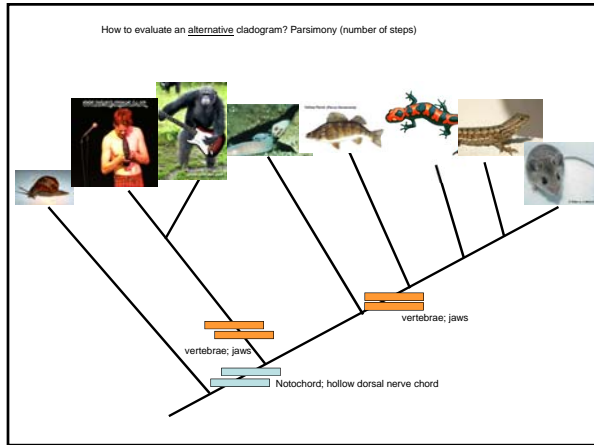 How to evaluate an alternative cladogram? Parsimony (number of steps)
vertebrae; jaws
vertebrae; jaws
Notochord; hollow dorsal nerve chord